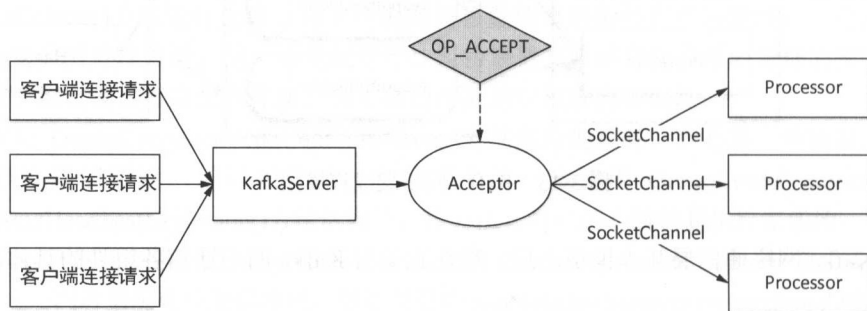 OP_ACCEPT
客户端连接请求
Processor
SocketChannel
客户端连接请求
KafkaServer
Acceptor
SocketChannel
Processor
SocketChannel
客户端连接请求
Processor